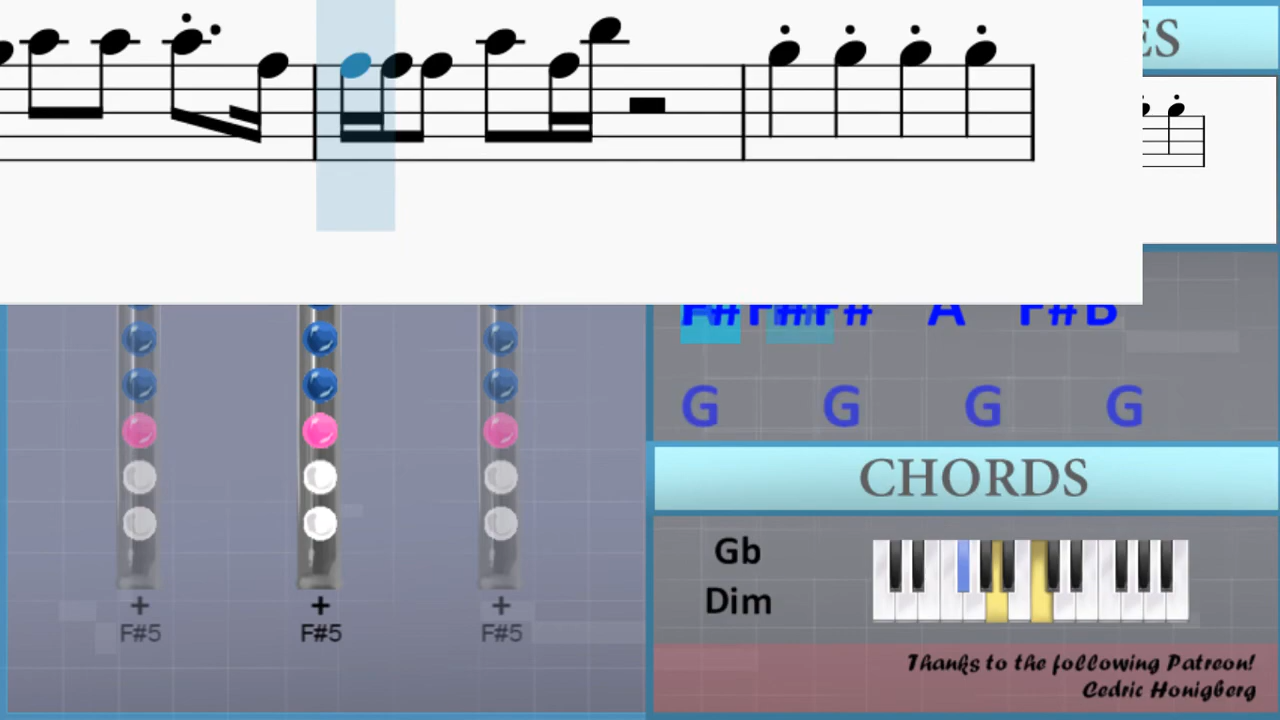 ES
F# F# F# A F# B
G G G G
CHORDS
Gb
Dim
+ + +
F#5 F#5 F#5
Thanks to the following Patreon!
Cedric Honigberg